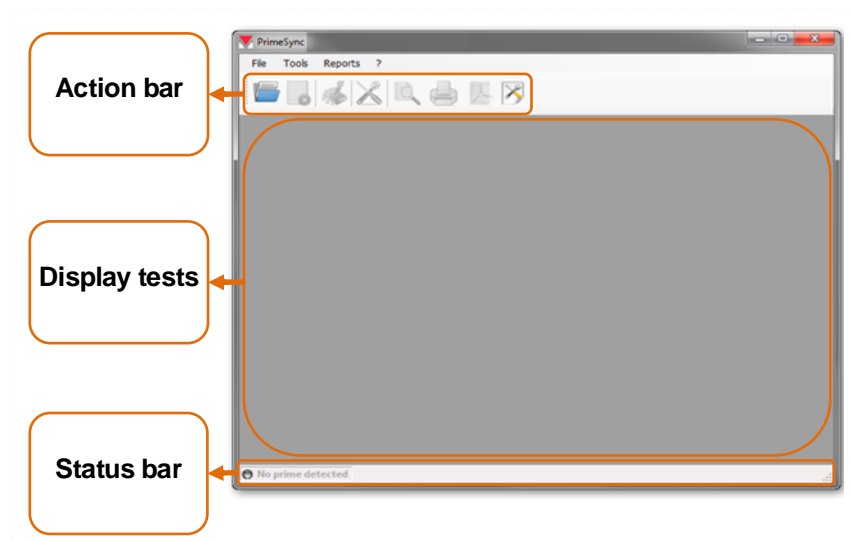 PrimeSync
File Tools Reports ?
Action bar
Display tests
Status bar
No prime detected